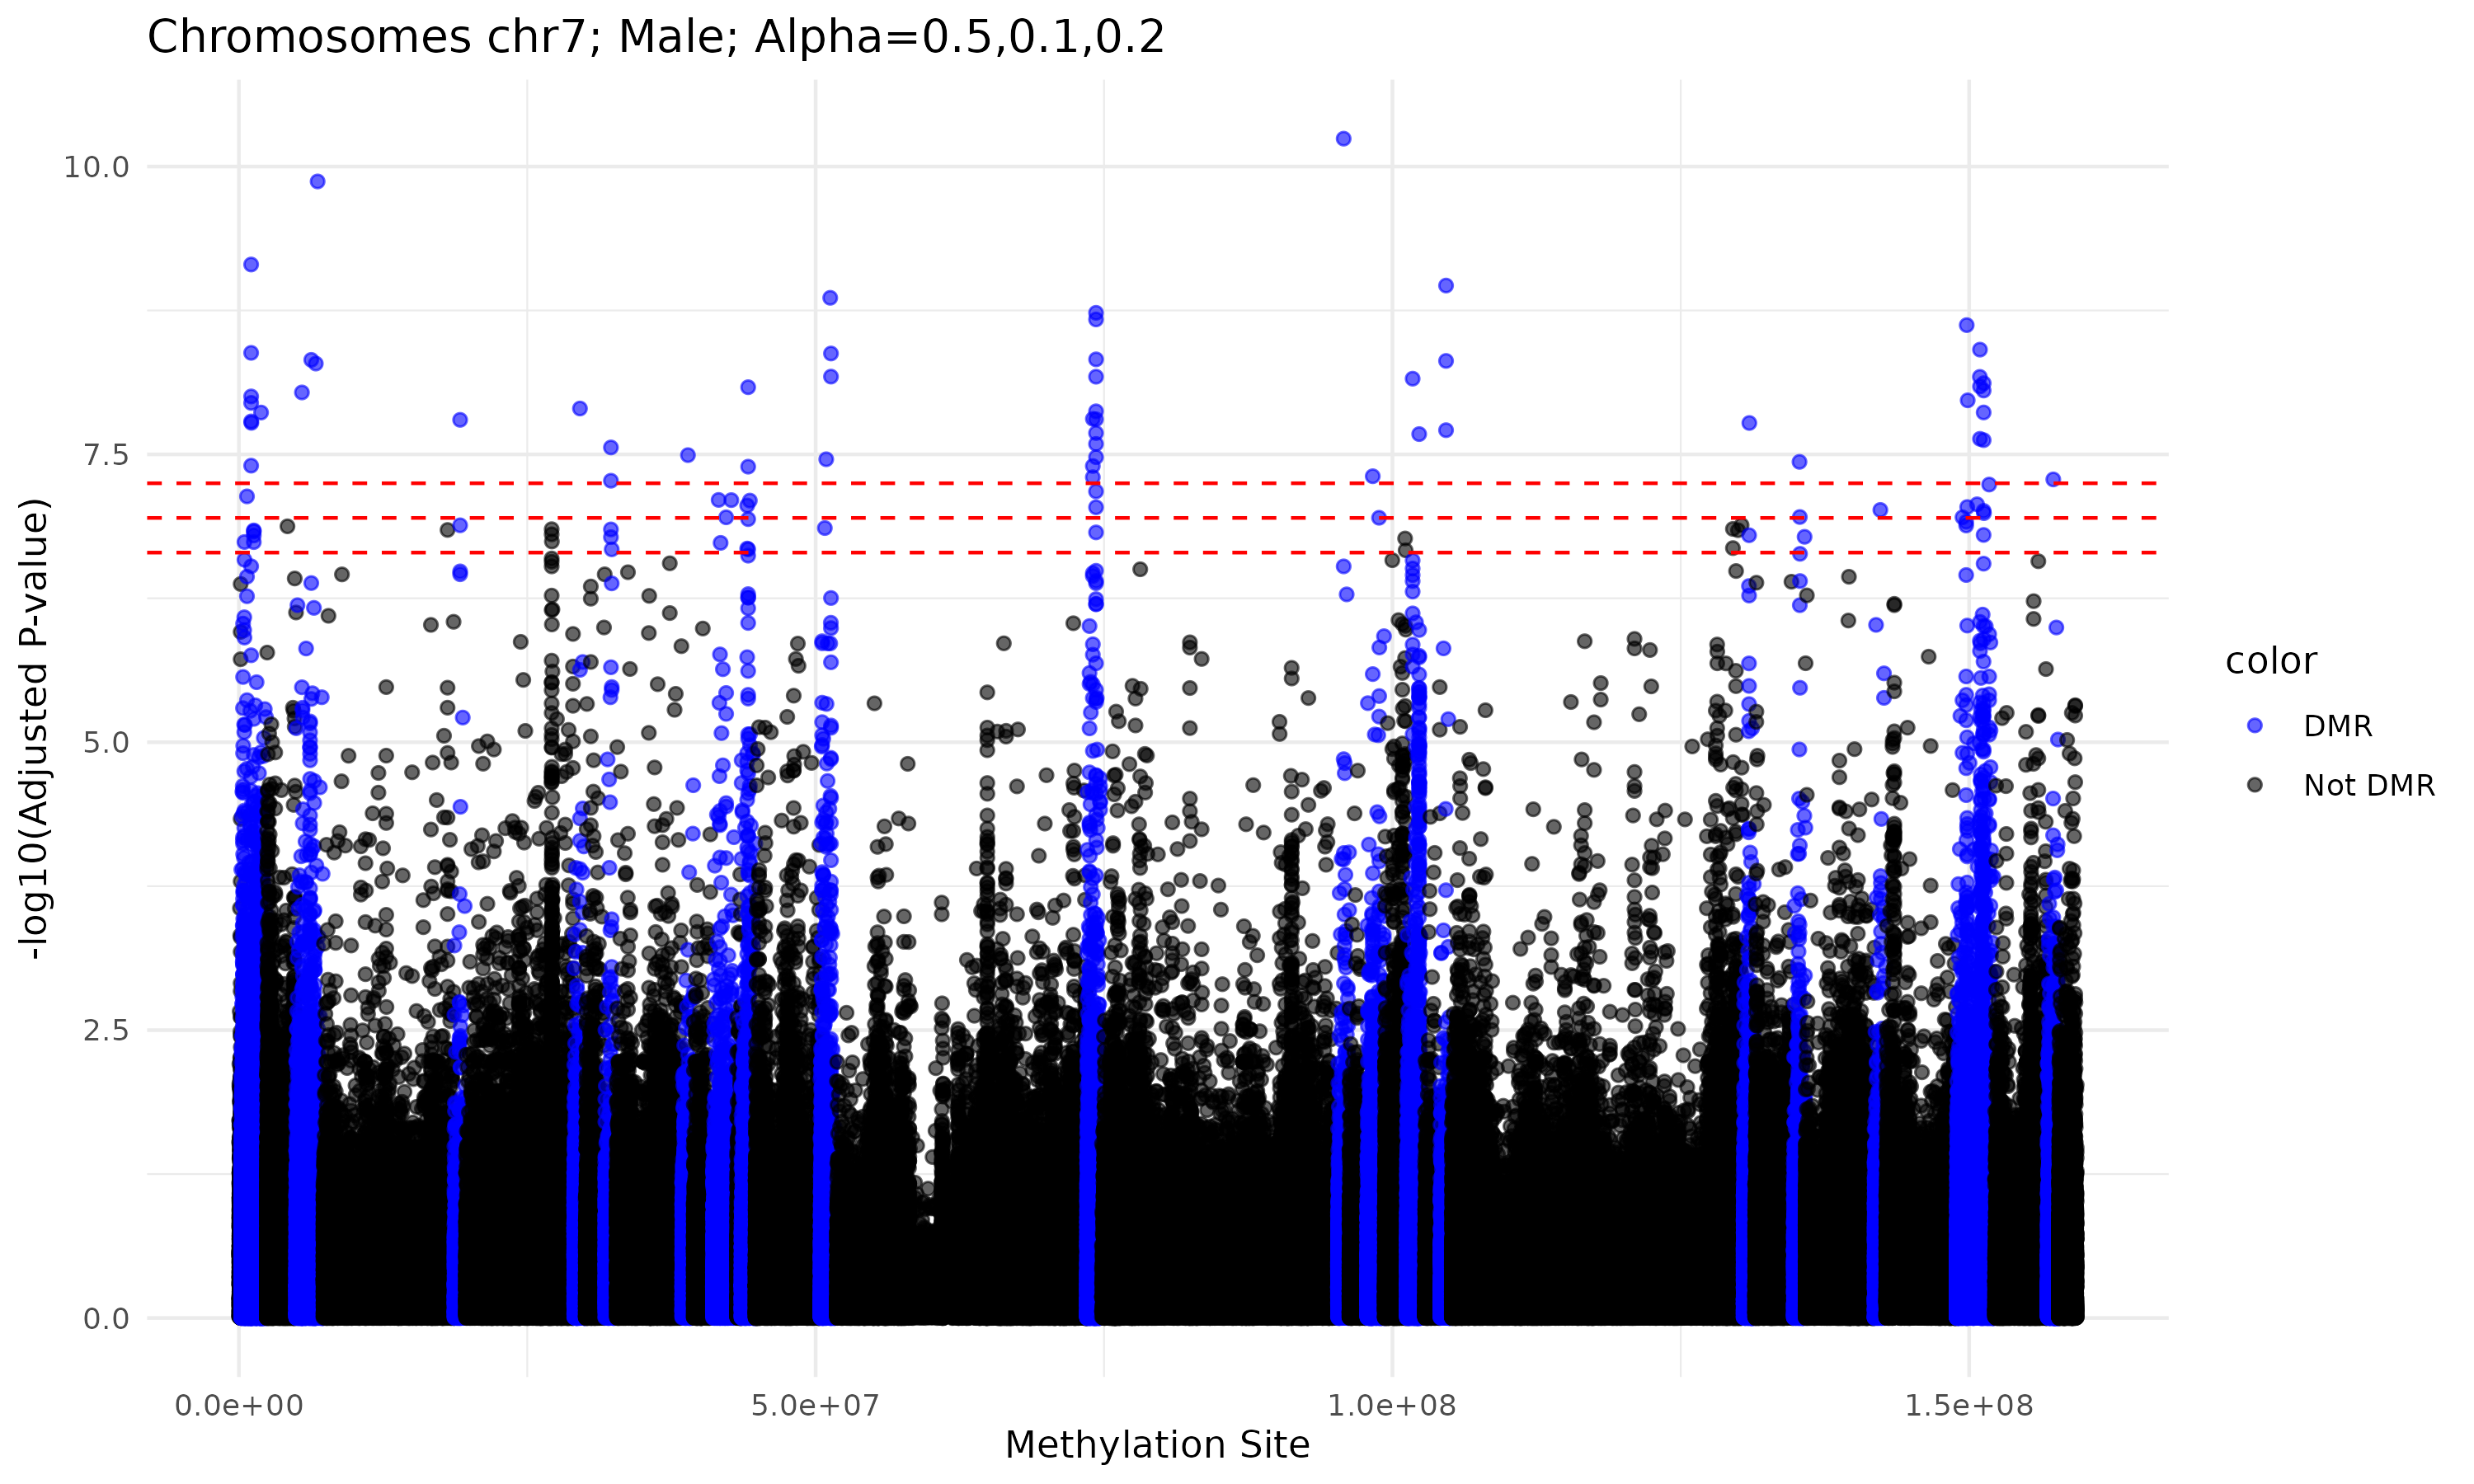 Chromosomes chr7; Male; Alpha=0.5,0.1,0.2
-log10(Adjusted P-value)
10.0
7.5
5.0
2.5
0.0
0.0e+00
5.0e+07
1.0e+08
1.5e+08
Methylation Site
color
DMR
Not DMR